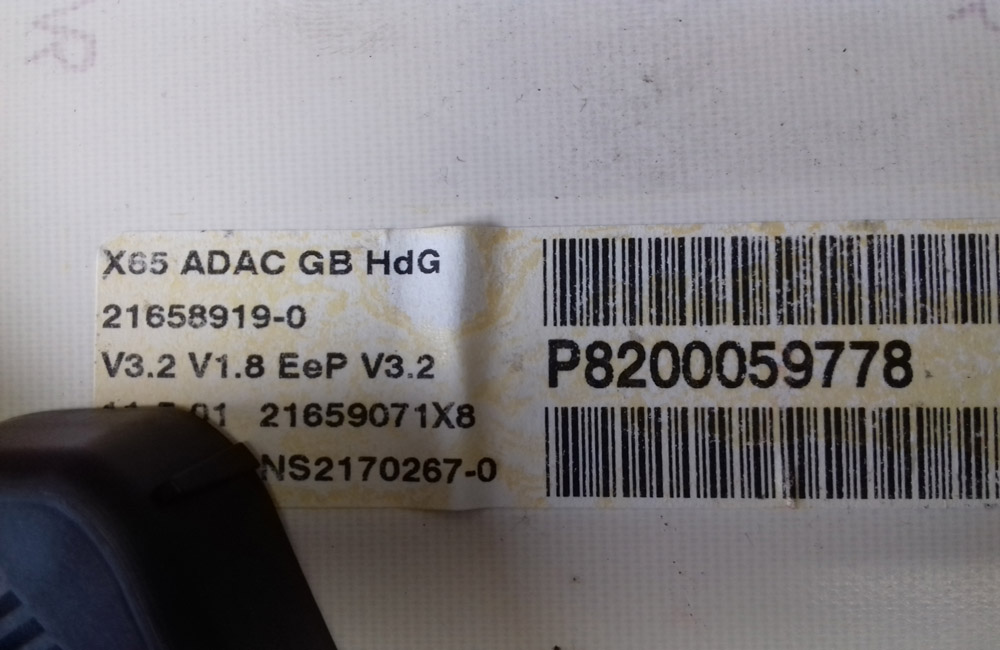 X65 ADAC GB HdG
21658919-0
V3.2 V1.8 EeP V3.2
21659071X8
NS2170267-0
P8200059778